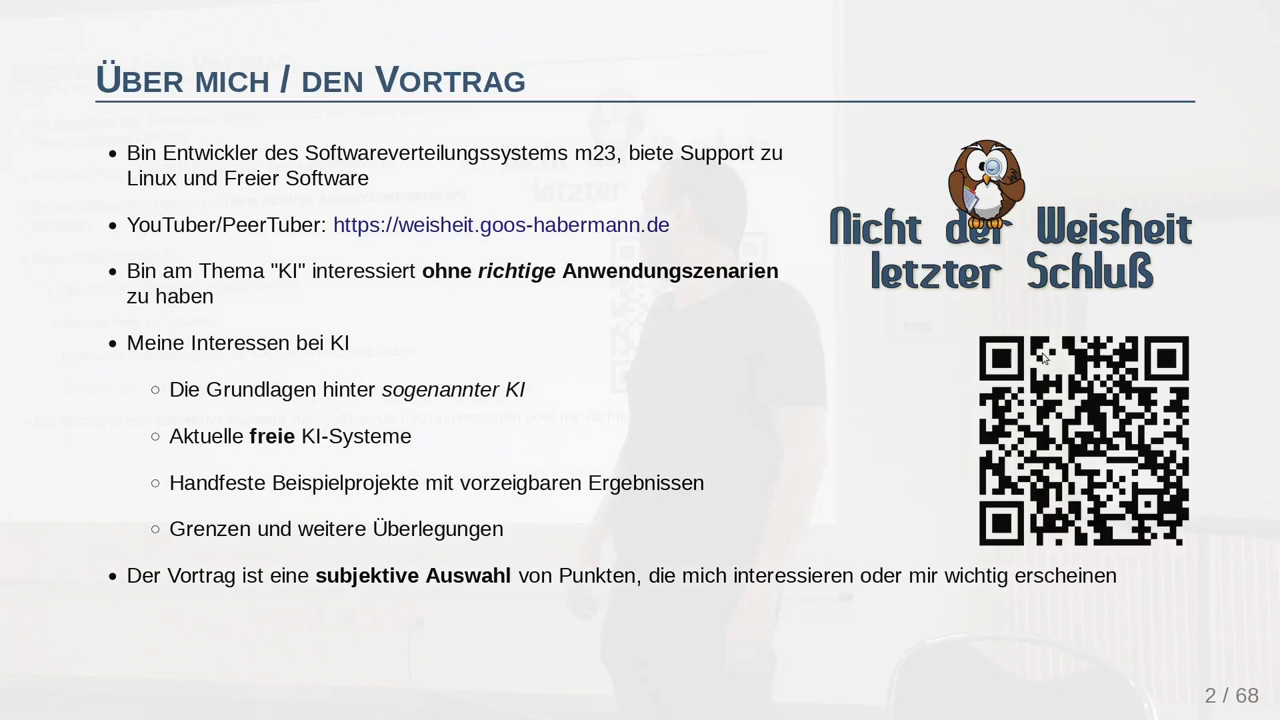 Über mich / den Vortrag
• Bin Entwickler des Softwareverteilungssystems m23, biete Support zu
Linux und Freier Software
• YouTuber/PeerTuber: https://weisheit.goos-habermann.de
• Bin am Thema "KI" interessiert ohne richtige Anwendungszenarien
zu haben
• Meine Interessen bei KI
○ Die Grundlagen hinter sogenannter KI
○ Aktuelle freie KI-Systeme
○ Handfeste Beispielprojekte mit vorzeigbaren Ergebnissen
○ Grenzen und weitere Überlegungen
• Der Vortrag ist eine subjektive Auswahl von Punkten, die mich interessieren oder mir wichtig erscheinen
Nicht der Weisheit
letzter Schluß
2 / 68